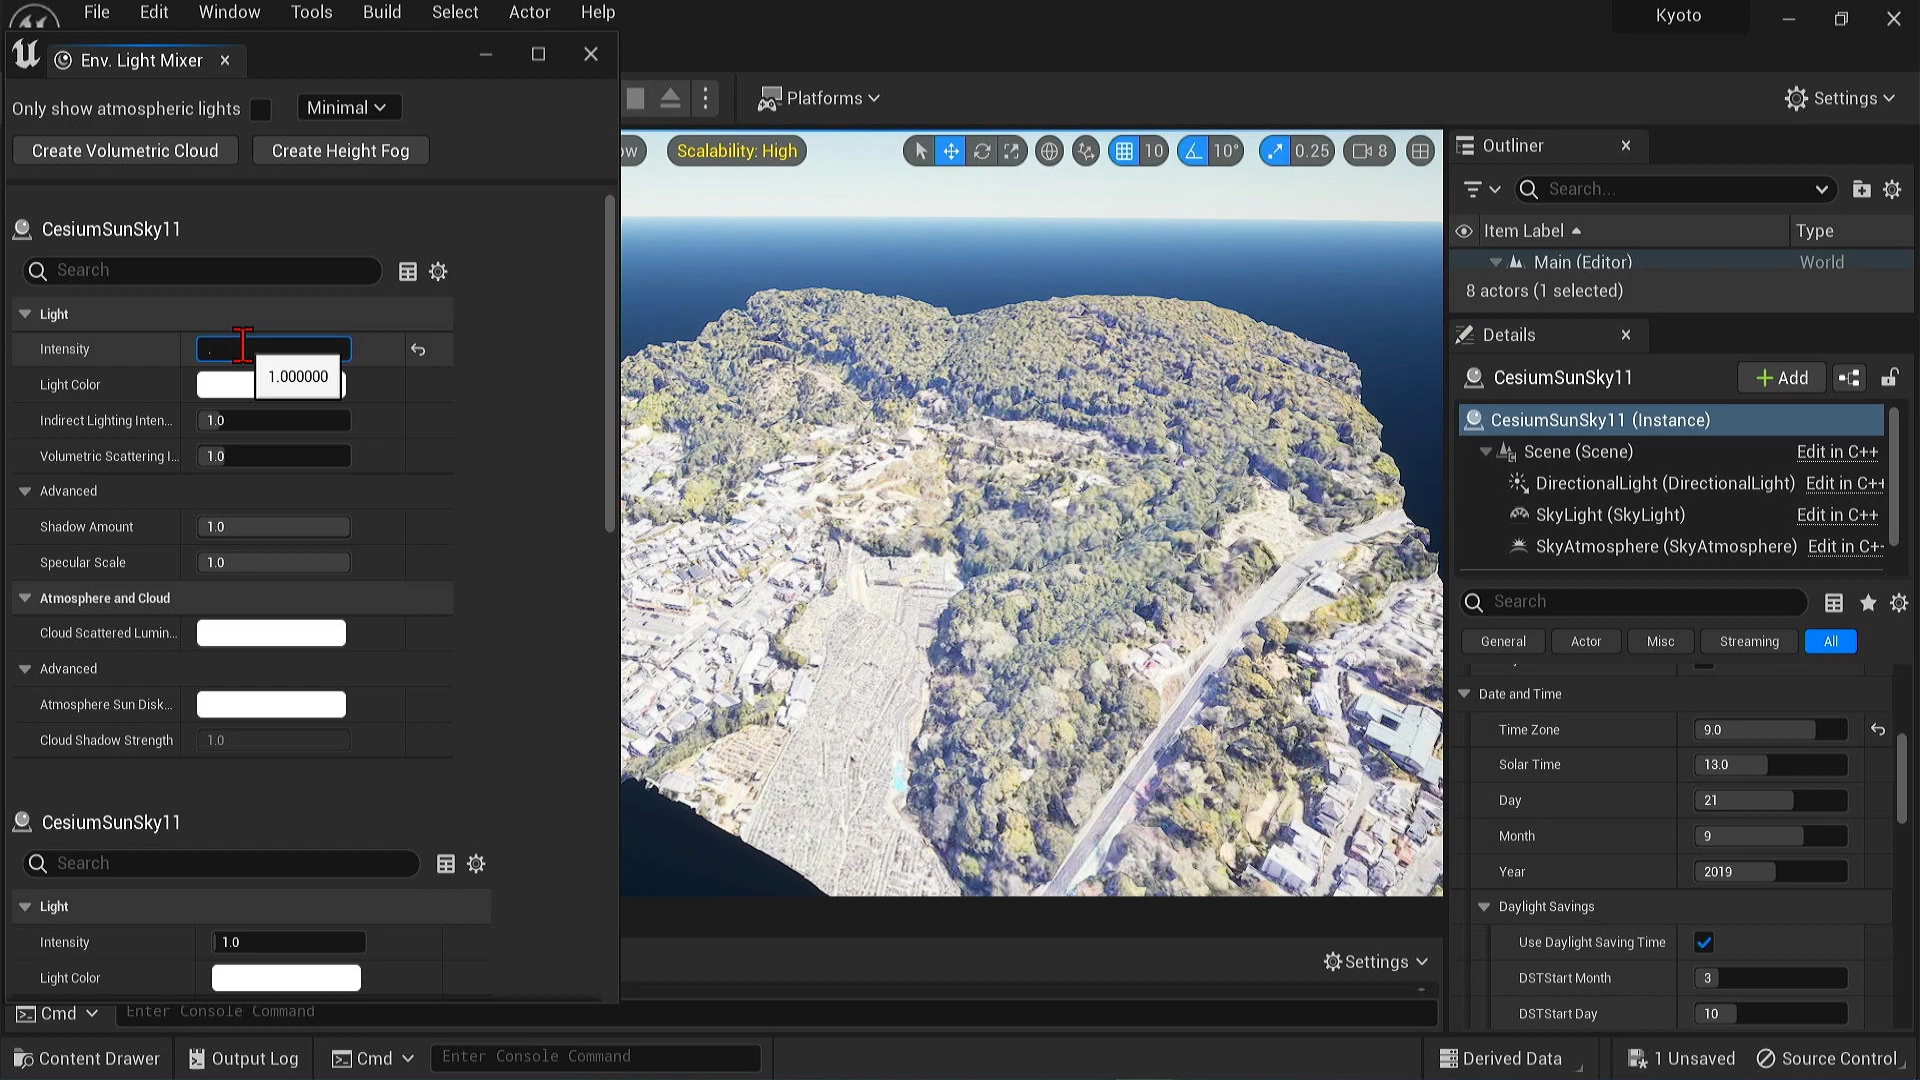 File Edit Window Tools Build Select Actor Help
Kyoto
Env. Light Mixer
Only show atmospheric lights
Minimal
Create Volumetric Cloud
Create Height Fog
CesiumSunSky11
Search
Light
Intensity
.
1.000000
Light Color
Indirect Lighting Inten... 1.0
Volumetric Scattering I... 1.0
Advanced
Shadow Amount 1.0
Specular Scale 1.0
Atmosphere and Cloud
Cloud Scattered Lumin...
Advanced
Atmosphere Sun Disk...
Cloud Shadow Strength 1.0
CesiumSunSky11
Search
Light
Intensity 1.0
Light Color
Cmd
Enter Console Command
Platforms
Settings
ow
Scalability: High
10
10°
0.25
8
Settings
Outliner
Search...
Item Label
Type
Main (Editor) World
8 actors (1 selected)
Details
CesiumSunSky11
+ Add
CesiumSunSky11 (Instance)
Scene (Scene) Edit in C++
DirectionalLight (DirectionalLight) Edit in C++
SkyLight (SkyLight) Edit in C++
SkyAtmosphere (SkyAtmosphere) Edit in C++
Search
General Actor Misc Streaming All
Date and Time
Time Zone 9.0
Solar Time 13.0
Day 21
Month 9
Year 2019
Daylight Savings
Use Daylight Saving Time
DSTStart Month 3
DSTStart Day 10
Content Drawer
Output Log
Cmd
Enter Console Command
Derived Data
1 Unsaved
Source Control